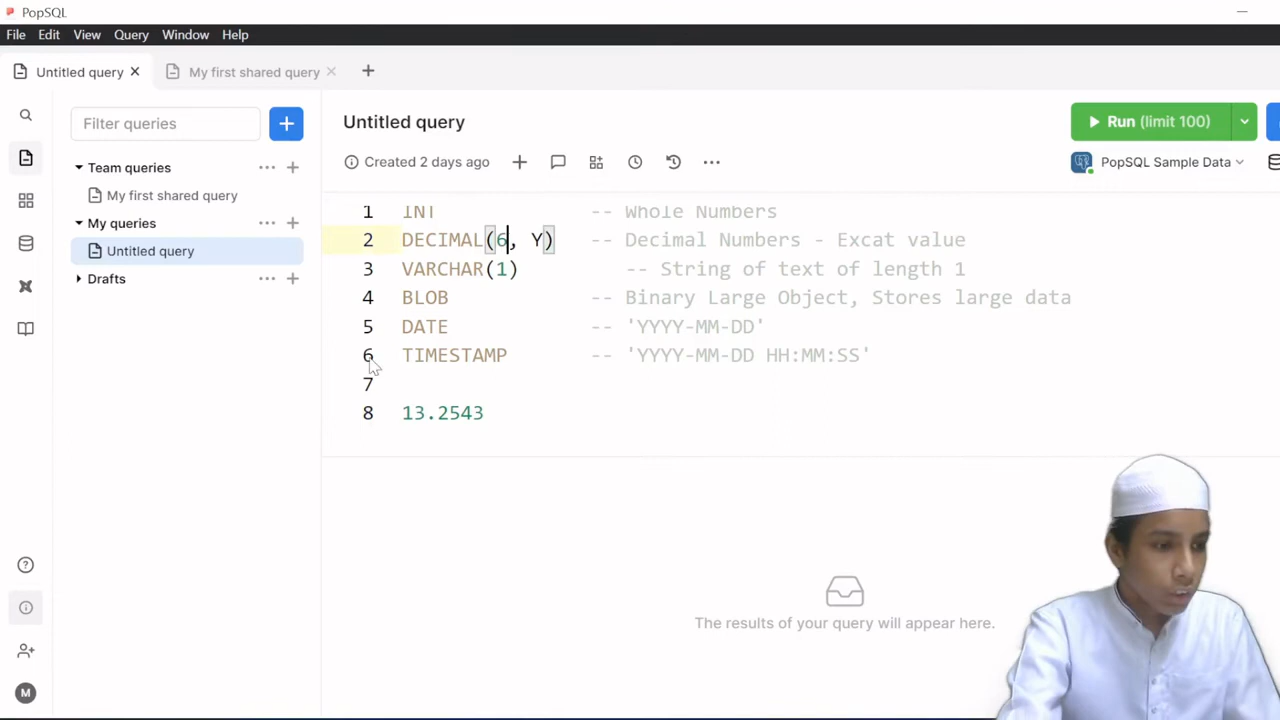 PopSQL
File Edit View Query Window Help
Untitled query My first shared query
Filter queries
Team queries
My first shared query
My queries
Untitled query
Drafts
M
Untitled query
Run (limit 100)
Created 2 days ago
PopSQL Sample Data
1 INT -- Whole Numbers
2 DECIMAL(6, Y) -- Decimal Numbers - Excat value
3 VARCHAR(1) -- String of text of length 1
4 BLOB -- Binary Large Object, Stores large data
5 DATE -- 'YYYY-MM-DD'
6 TIMESTAMP -- 'YYYY-MM-DD HH:MM:SS'
7
8 13.2543
The results of your query will appear here.